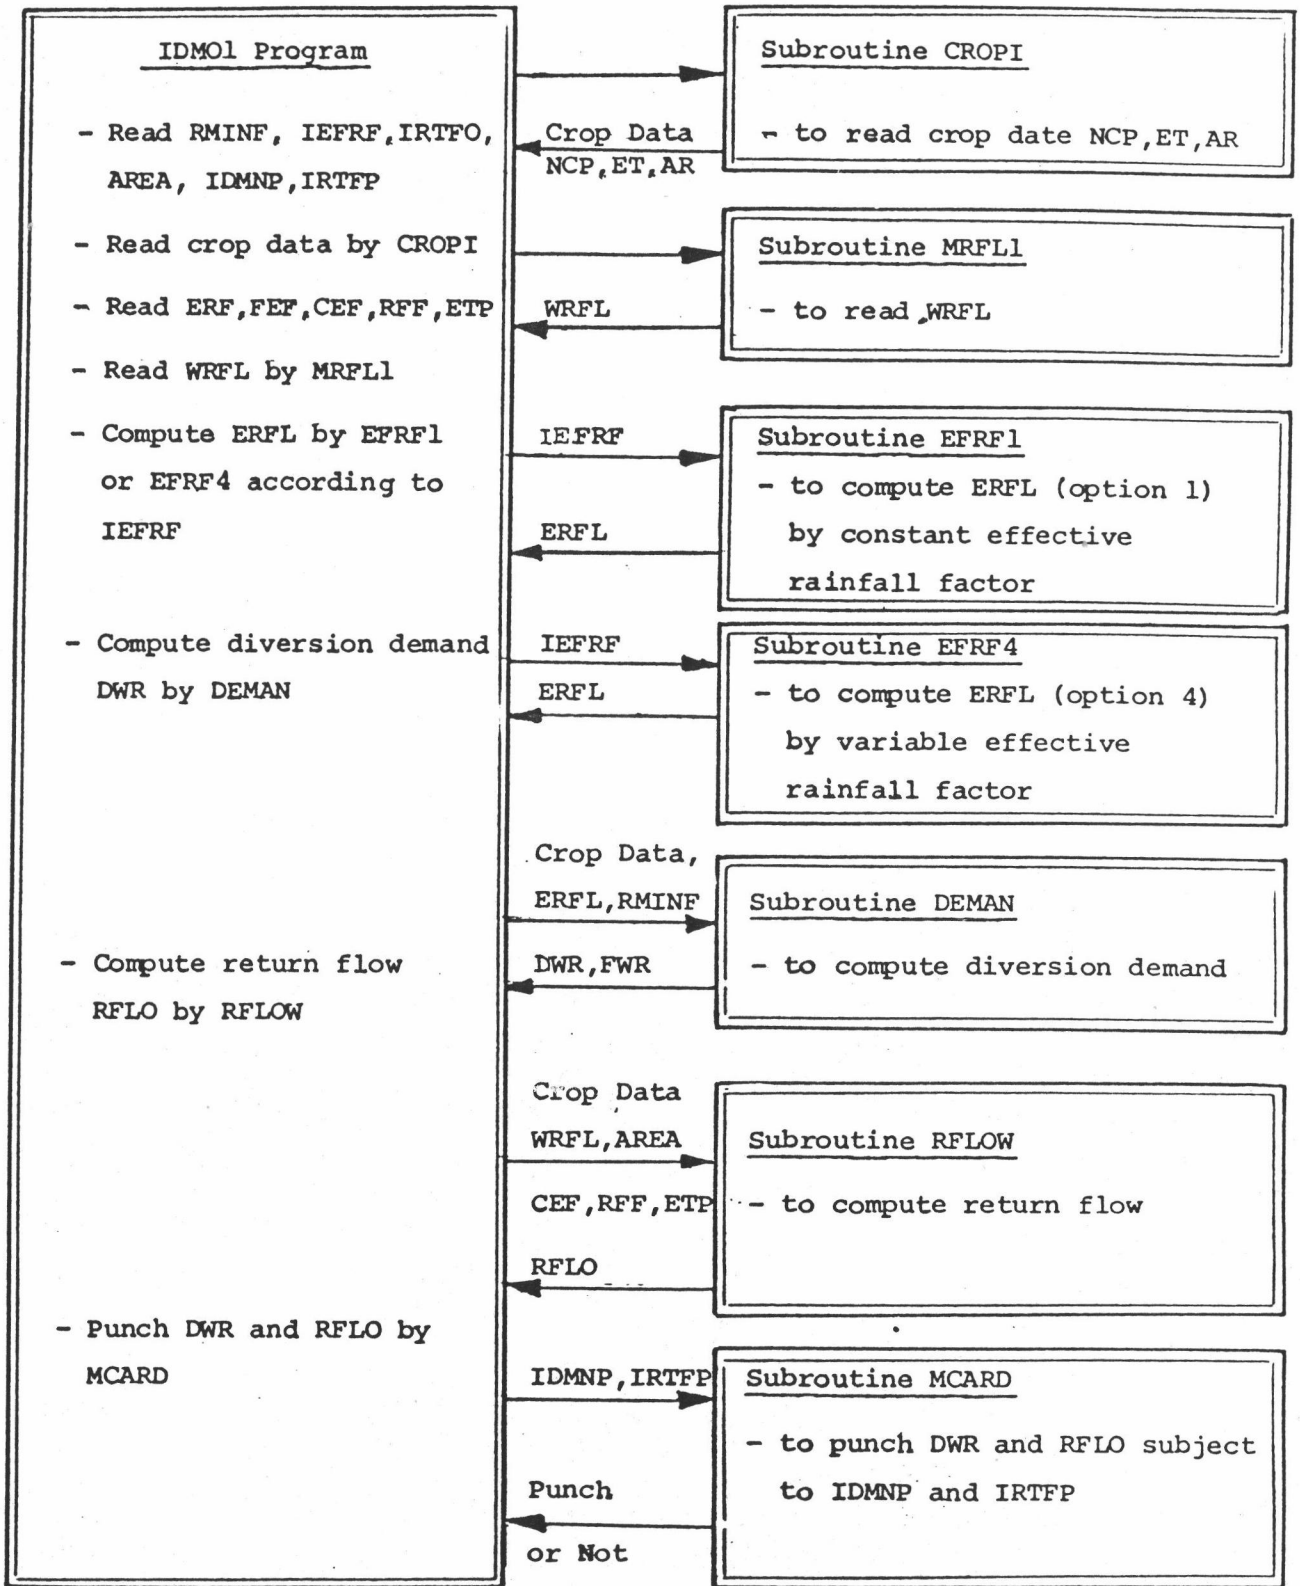 IDMO1 Program
- Read RMINF, IEFRF, IRTFO,
AREA, IDMNP, IRTFP
- Read crop data by CROPI
- Read ERF, FEF, CEF, RFF, ETP
- Read WRFL by MRFL1
- Compute ERFL by EFRF1
or EFRF4 according to
IEFRF
- Compute diversion demand
DWR by DEMAN
- Compute return flow
RFLO by RFLOW
- Punch DWR and RFLO by
MCARD
Crop Data
NCP, ET, AR
WRFL
IEFRF
ERFL
IEFRF
ERFL
Crop Data,
ERFL, RMINF
DWR, FWR
Crop Data
WRFL, AREA
CEF, RFF, ETP
RFLO
IDMNP, IRTFP
Punch
or Not
Subroutine CROPI
- to read crop date NCP, ET, AR
Subroutine MRFL1
- to read WRFL
Subroutine EFRF1
- to compute ERFL (option 1)
by constant effective
rainfall factor
Subroutine EFRF4
- to compute ERFL (option 4)
by variable effective
rainfall factor
Subroutine DEMAN
- to compute diversion demand
Subroutine RFLOW
- to compute return flow
Subroutine MCARD
- to punch DWR and RFLO subject
to IDMNP and IRTFP